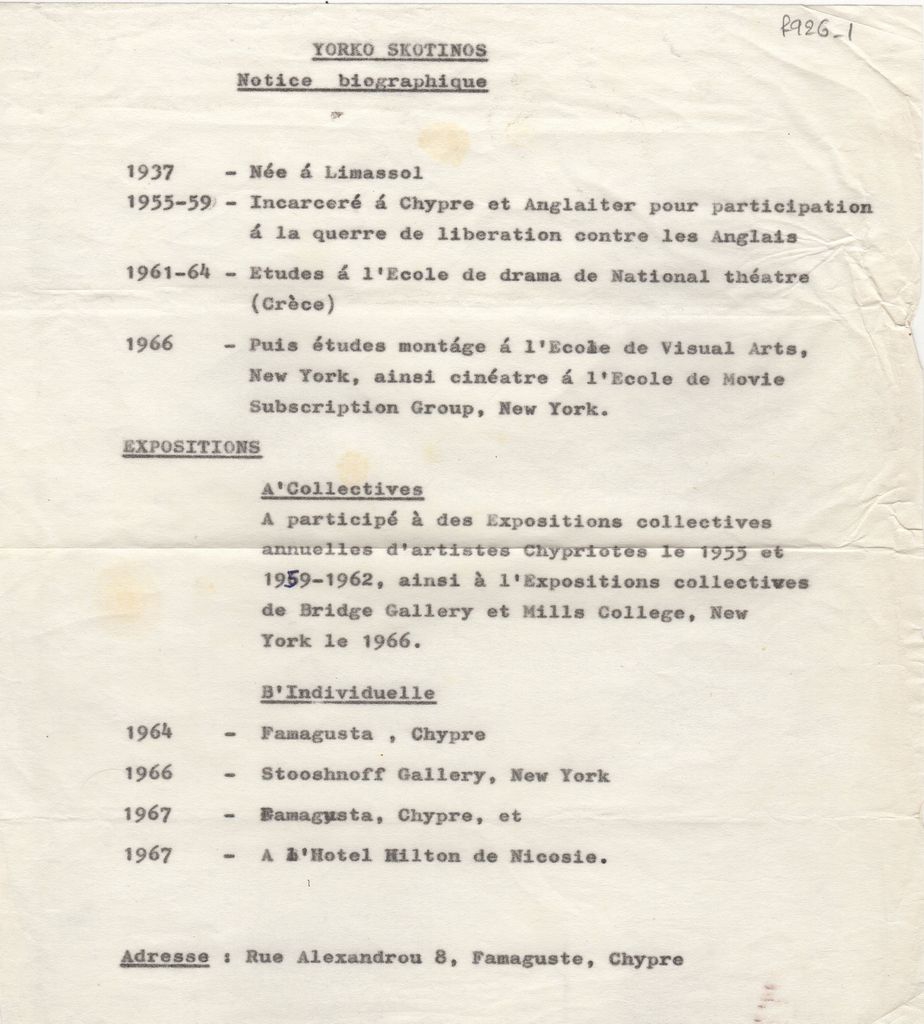 R926-1
YORKO SKOTINOS
Notice biographique
1937 - Née á Limassol
1955-59 - Incarceré á Chypre et Anglaiter pour participation
á la querre de liberation contre les Anglais
1961-64 - Etudes á l'Ecole de drama de National théatre
(Crèce)
1966 - Puis études montáge á l'Ecole de Visual Arts,
New York, ainsi cinéatre á l'Ecole de Movie
Subscription Group, New York.
EXPOSITIONS
A'Collectives
A participé à des Expositions collectives
annuelles d'artistes Chypriotes le 1955 et
1959-1962, ainsi à l'Expositions collectives
de Bridge Gallery et Mills College, New
York le 1966.
B'Individuelle
1964 - Famagusta , Chypre
1966 - Stooshnoff Gallery, New York
1967 - Famagusta, Chypre, et
1967 - A l'Hotel Hilton de Nicosie.
Adresse : Rue Alexandrou 8, Famaguste, Chypre